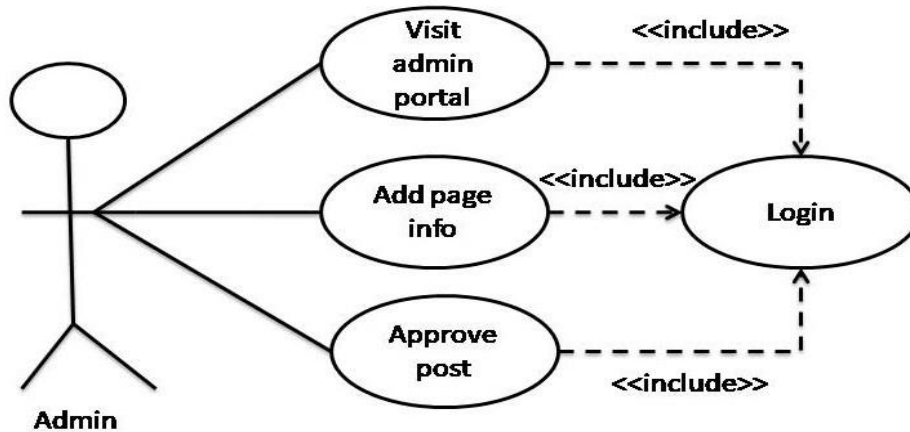 Visit
admin
portal
<<include>>
Add page
info
<<include>>
Login
Approve
post
<<include>>
Admin